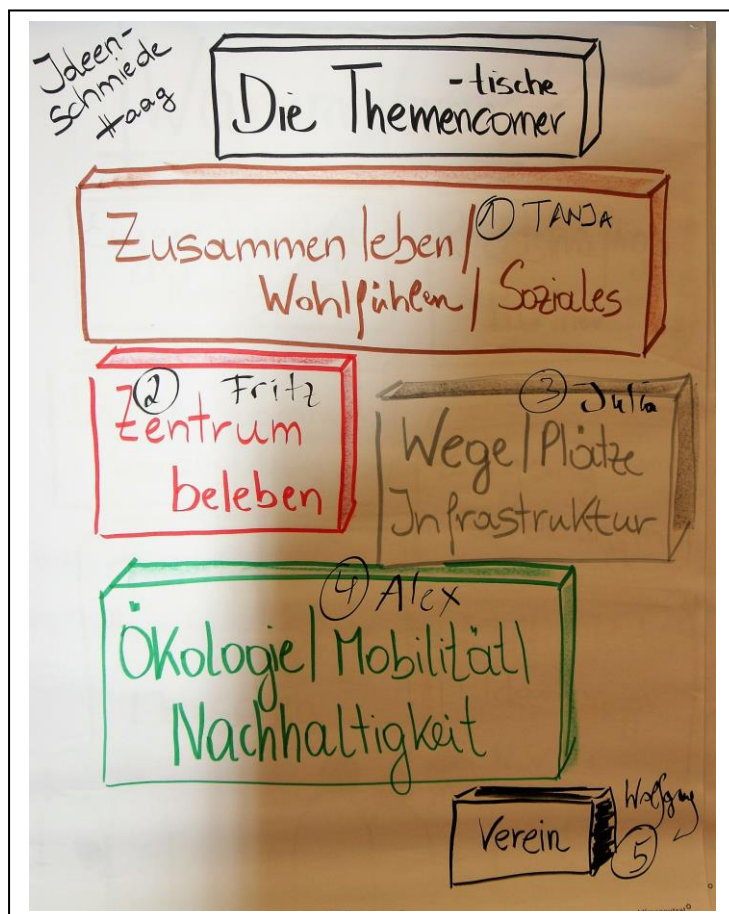 Ideen-
schmiede
Haag
-tische
Die Themencorner
① TANJA
Zusammen leben/
Wohlfühlen/Soziales
② Fritz
Zentrum
beleben
③ Julia
Wege/Plätze
Infrastruktur
④ Alex
Ökologie/Mobilität/
Nachhaltigkeit
Wolfgang
Verein
⑤